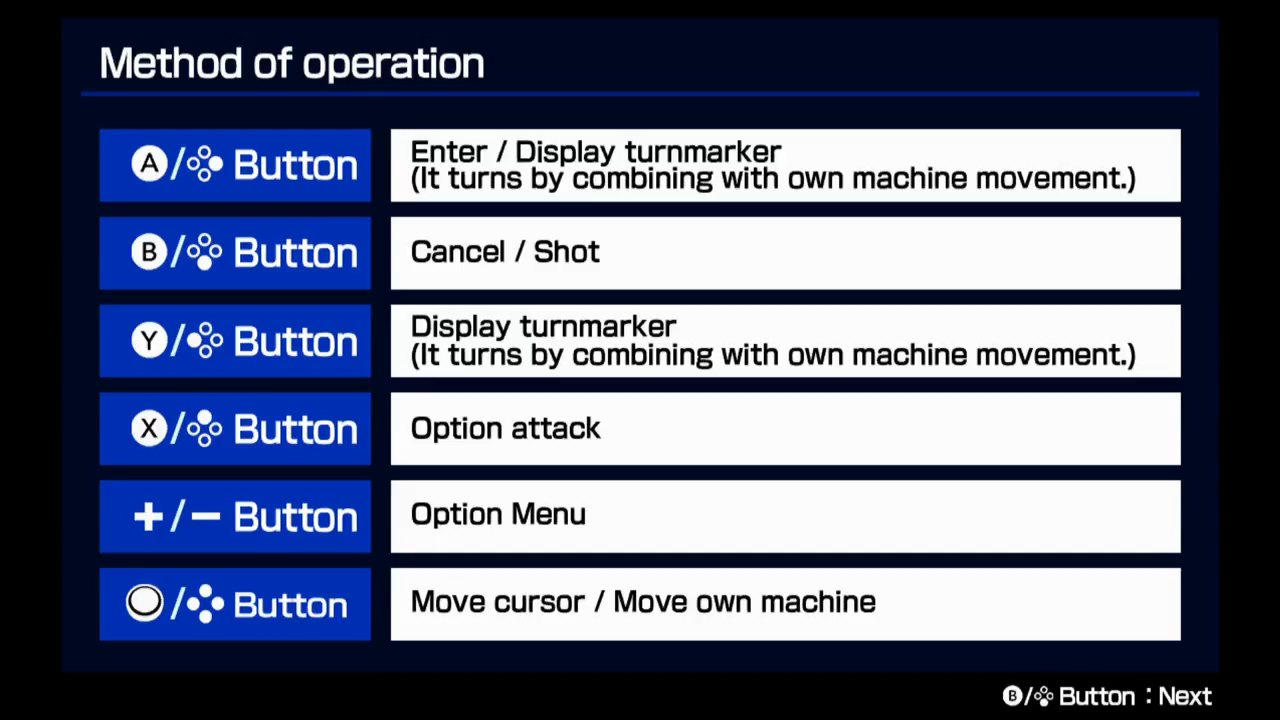 Method of operation
A/ Button
Enter / Display turnmarker
(It turns by combining with own machine movement.)
B/ Button
Cancel / Shot
Y/ Button
Display turnmarker
(It turns by combining with own machine movement.)
X/ Button
Option attack
+/− Button
Option Menu
/ Button
Move cursor / Move own machine
B/ Button : Next